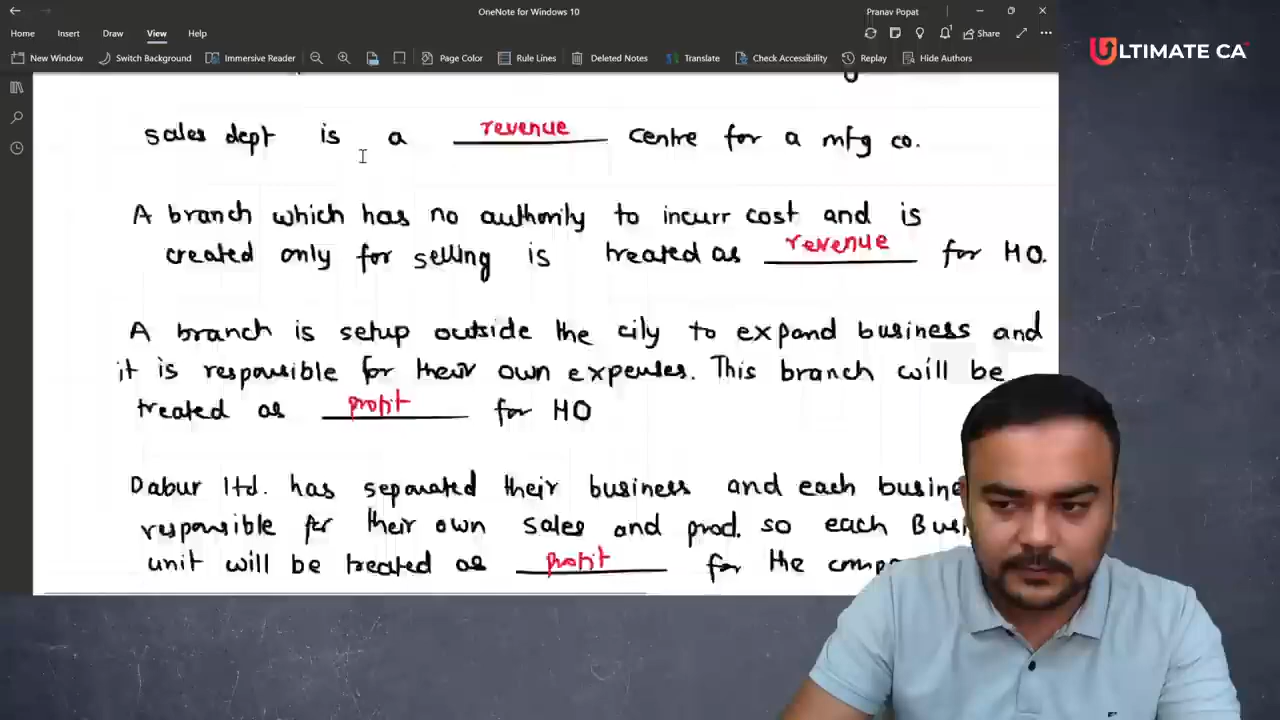 OneNote for Windows 10
Pranav Popat
Home Insert Draw View Help
Share
New Window Switch Background Immersive Reader Page Color Rule Lines Deleted Notes Translate Check Accessibility Replay Hide Authors
ULTIMATE CA
sales dept is a revenue centre for a mfg co.
A branch which has no authority to incurr cost and is
created only for selling is treated as revenue for HO.
A branch is setup outside the city to expand business and
it is responsible for their own expenses. This branch will be
treated as profit for HO
Dabur ltd. has separated their business and each busine
responsible for their own sales and prod. so each Busi
unit will be treated as profit for the comp